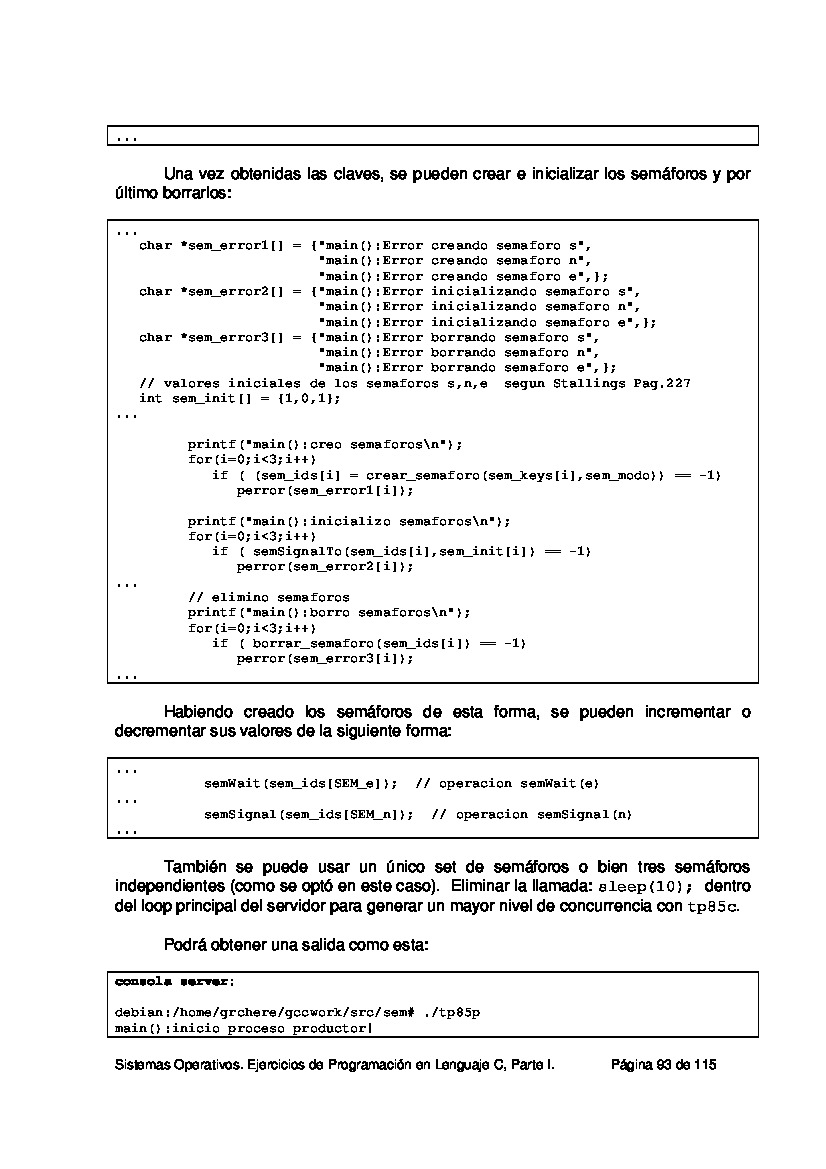 ...
Una vez obtenidas las claves, se pueden crear e inicializar los semáforos y por
último borrarlos:
...
char *sem_error1[] = {"main():Error creando semaforo s",
"main():Error creando semaforo n",
"main():Error creando semaforo e",};
char *sem_error2[] = {"main():Error inicializando semaforo s",
"main():Error inicializando semaforo n",
"main():Error inicializando semaforo e",};
char *sem_error3[] = {"main():Error borrando semaforo s",
"main():Error borrando semaforo n",
"main():Error borrando semaforo e",};
// valores iniciales de los semaforos s,n,e  segun Stallings Pag.227
int sem_init[] = {1,0,1};
...
printf("main():creo semaforos\n");
for(i=0;i<3;i++)
if ( (sem_ids[i] = crear_semaforo(sem_keys[i],sem_modo)) == -1)
perror(sem_error1[i]);
printf("main():inicializo semaforos\n");
for(i=0;i<3;i++)
if ( semSignalTo(sem_ids[i],sem_init[i]) == -1)
perror(sem_error2[i]);
...
// elimino semaforos
printf("main():borro semaforos\n");
for(i=0;i<3;i++)
if ( borrar_semaforo(sem_ids[i]) == -1)
perror(sem_error3[i]);
...
Habiendo creado los semáforos de esta forma, se pueden incrementar o
decrementar sus valores de la siguiente forma:
...
semWait(sem_ids[SEM_e]);  // operacion semWait(e)
...
semSignal(sem_ids[SEM_n]);  // operacion semSignal(n)
...
También se puede usar un único set de semáforos o bien tres semáforos
independientes (como se optó en este caso).  Eliminar la llamada: sleep(10); dentro
del loop principal del servidor para generar un mayor nivel de concurrencia con tp85c.
Podrá obtener una salida como esta:
consola server:
debian:/home/grchere/gccwork/src/sem# ./tp85p
main():inicio proceso productor!
Sistemas Operativos. Ejercicios de Programación en Lenguaje C, Parte I. Página 93 de 115